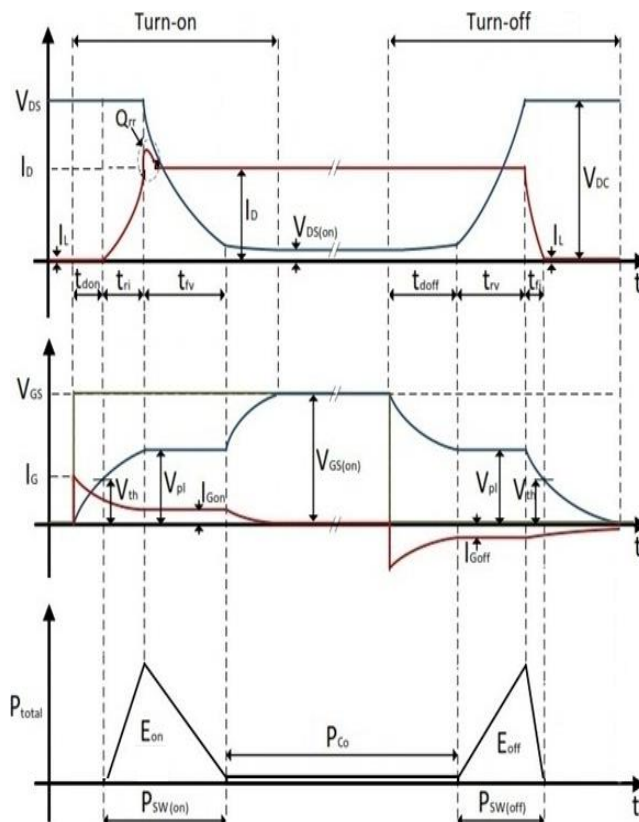 Turn-on
Turn-off
VDS
Qrr
ID
ID
VDS(on)
VDC
IL
IL
tdon
tri
tfv
tdoff
trv
tfi
t
VGS
IG
Vth
Vpl
IGon
VGS(on)
Vpl
Vth
IGoff
t
Ptotal
Eon
PCo
Eoff
t
PSW(on)
PSW(off)